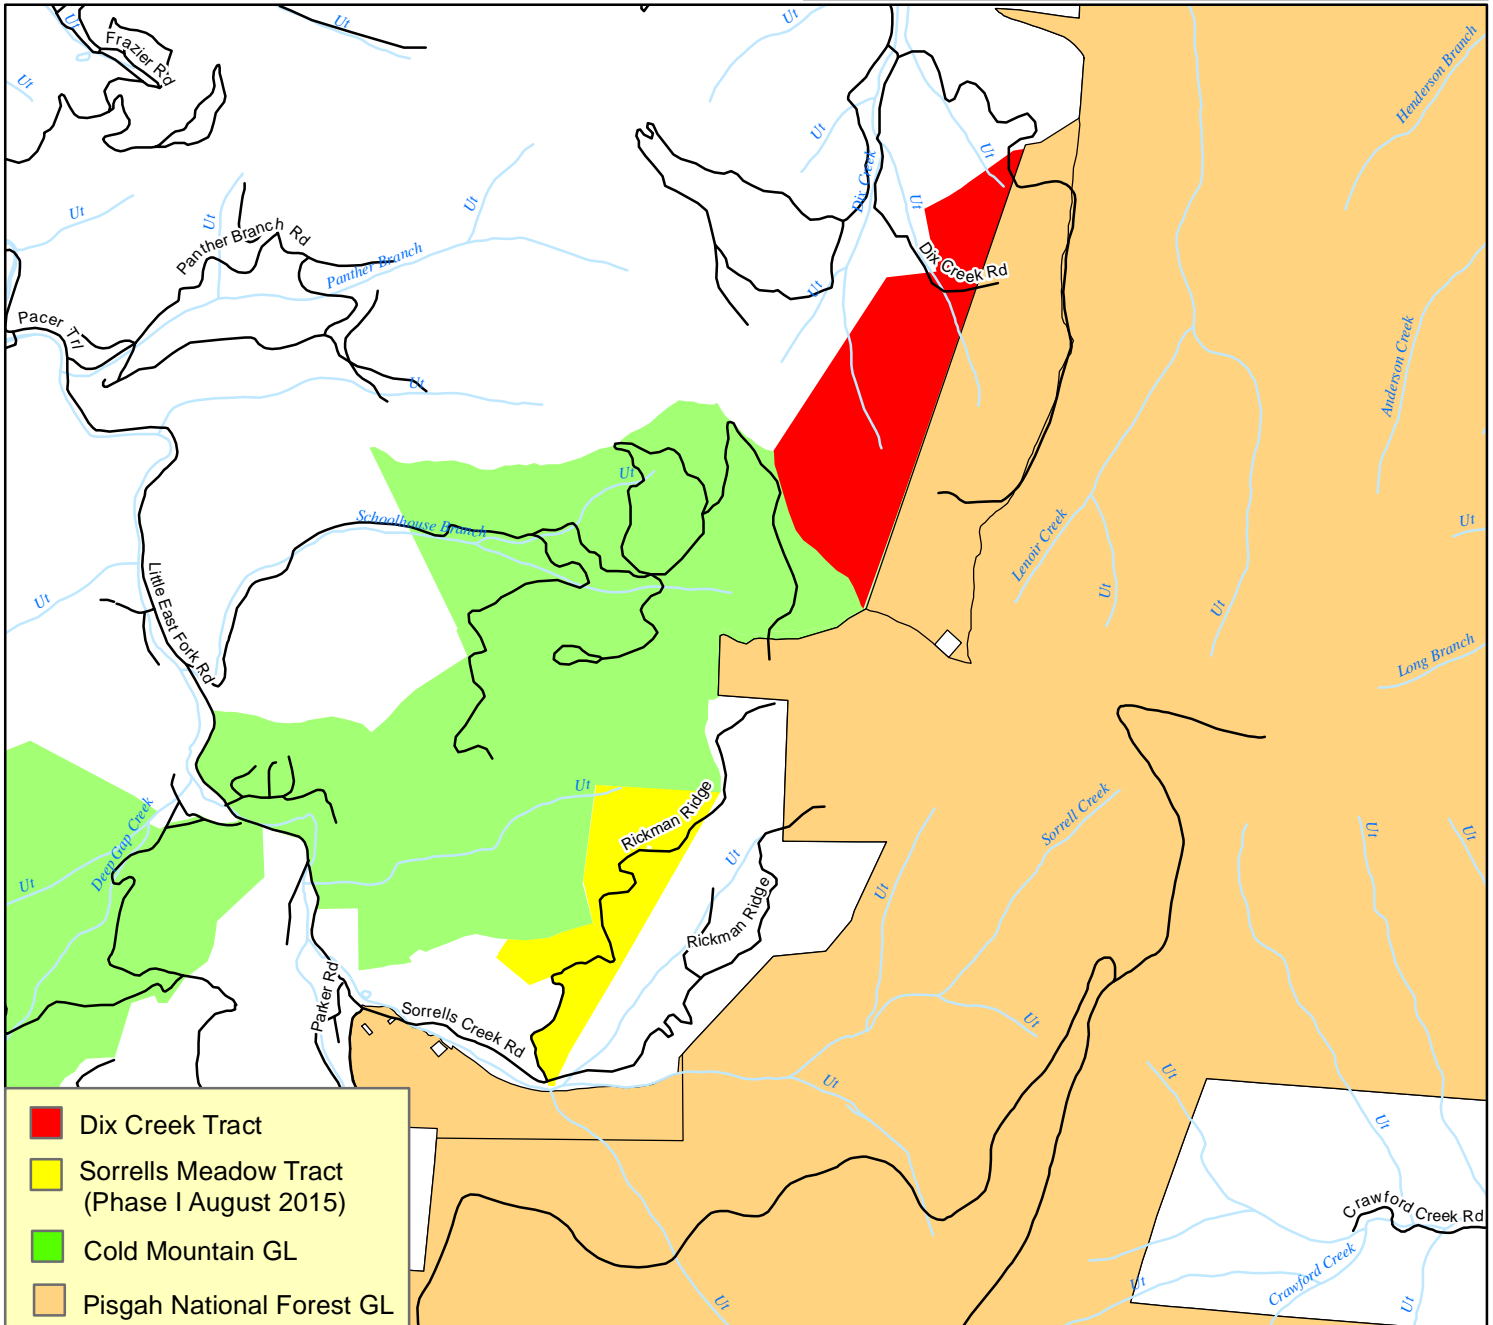 Ut
Frazier Rd
Ut
Ut
Ut
Henderson Branch
Ut
Ut
Dix Creek
Ut
Ut
Ut
Ut
Ut
Panther Branch Rd
Panther Branch
Dix Creek Rd
Ut
Pacer Trl
Anderson Creek
Ut
Ut
Schoolhouse Branch
Ut
Lenoir Creek
Little East Fork Rd
Ut
Ut
Ut
Long Branch
Ut
Rickman Ridge
Sorrell Creek
Ut
Ut
Deep Gap Creek
Ut
Ut
Ut
Rickman Ridge
Parker Rd
Sorrells Creek Rd
Ut
Ut
Ut
Ut
Crawford Creek Rd
Crawford Creek
Ut
Ut
Ut
Dix Creek Tract
Sorrells Meadow Tract
(Phase I August 2015)
Cold Mountain GL
Pisgah National Forest GL